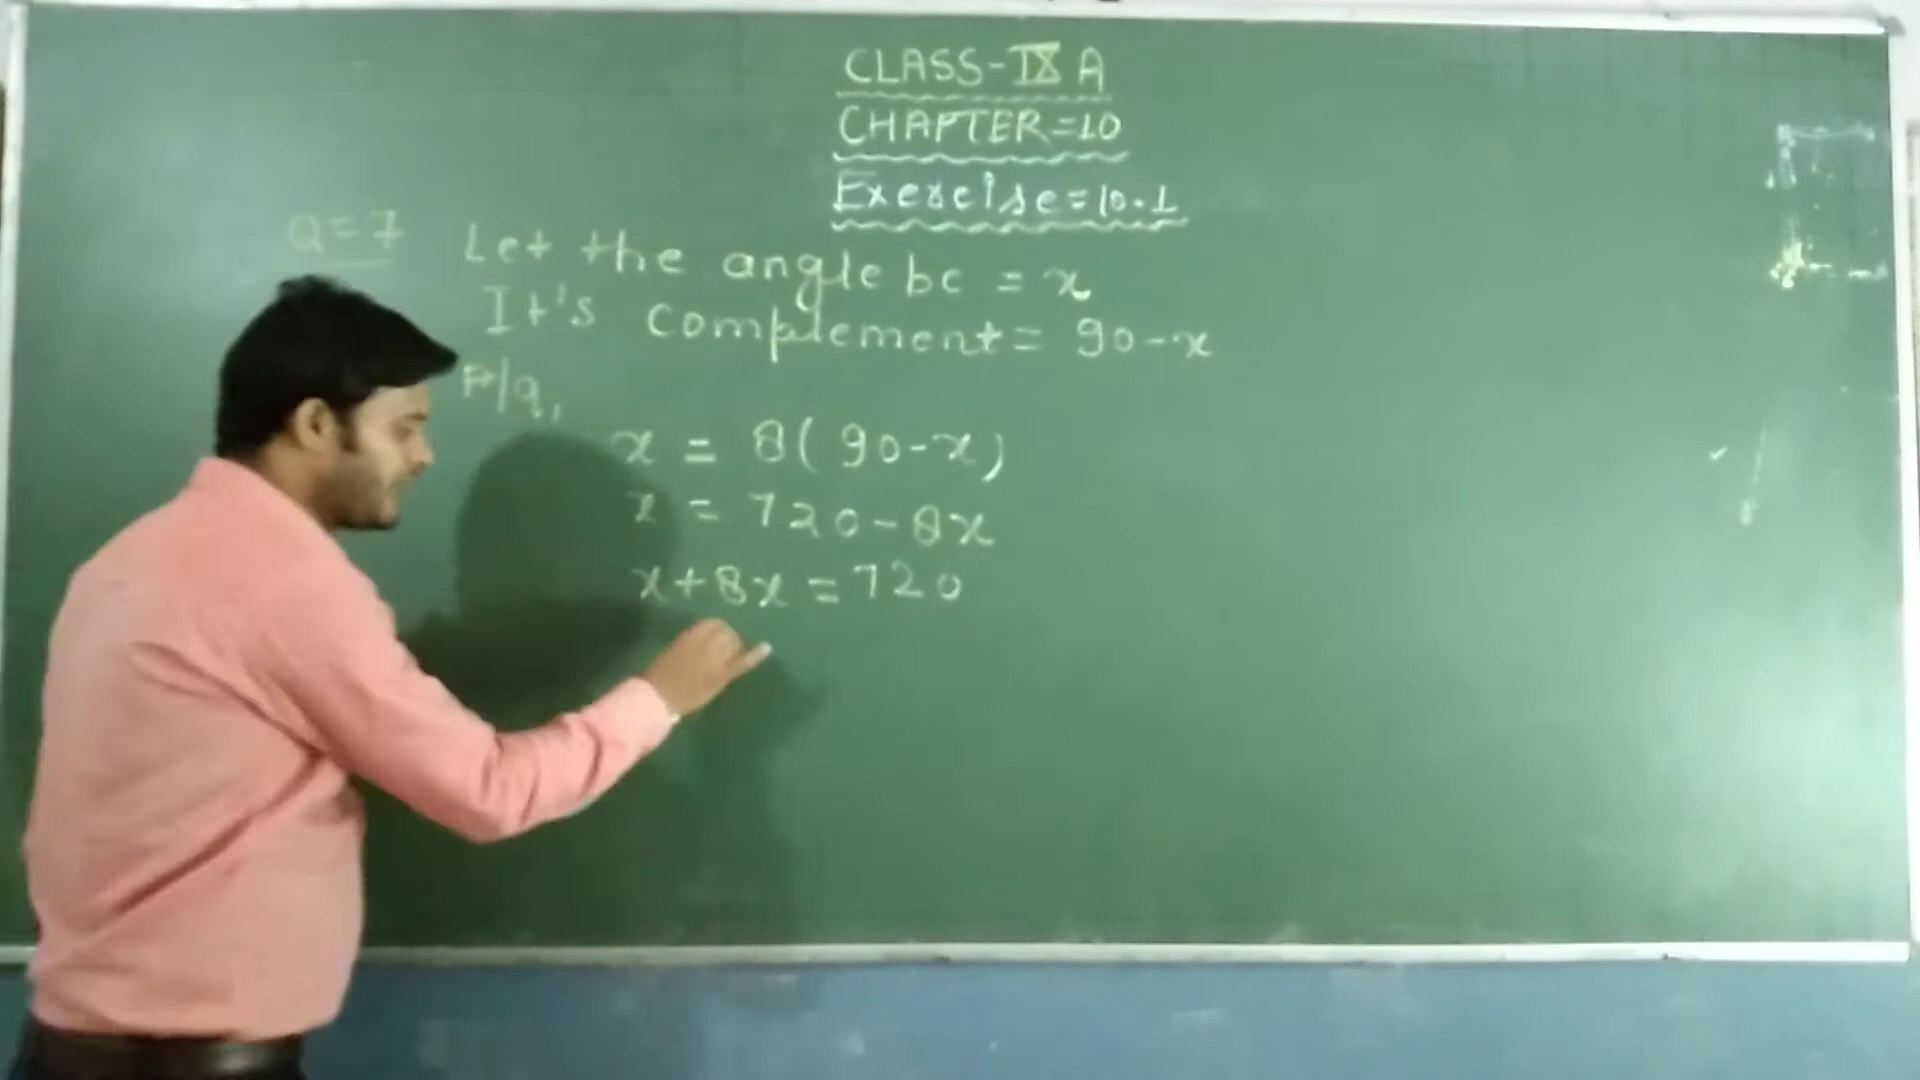 CLASS-IX A
CHAPTER=10
Exercise=10.1
Q=7 Let the angle be = x
It's complement= 90-x
P/q,
x = 8(90-x)
x = 720-8x
x+8x=720